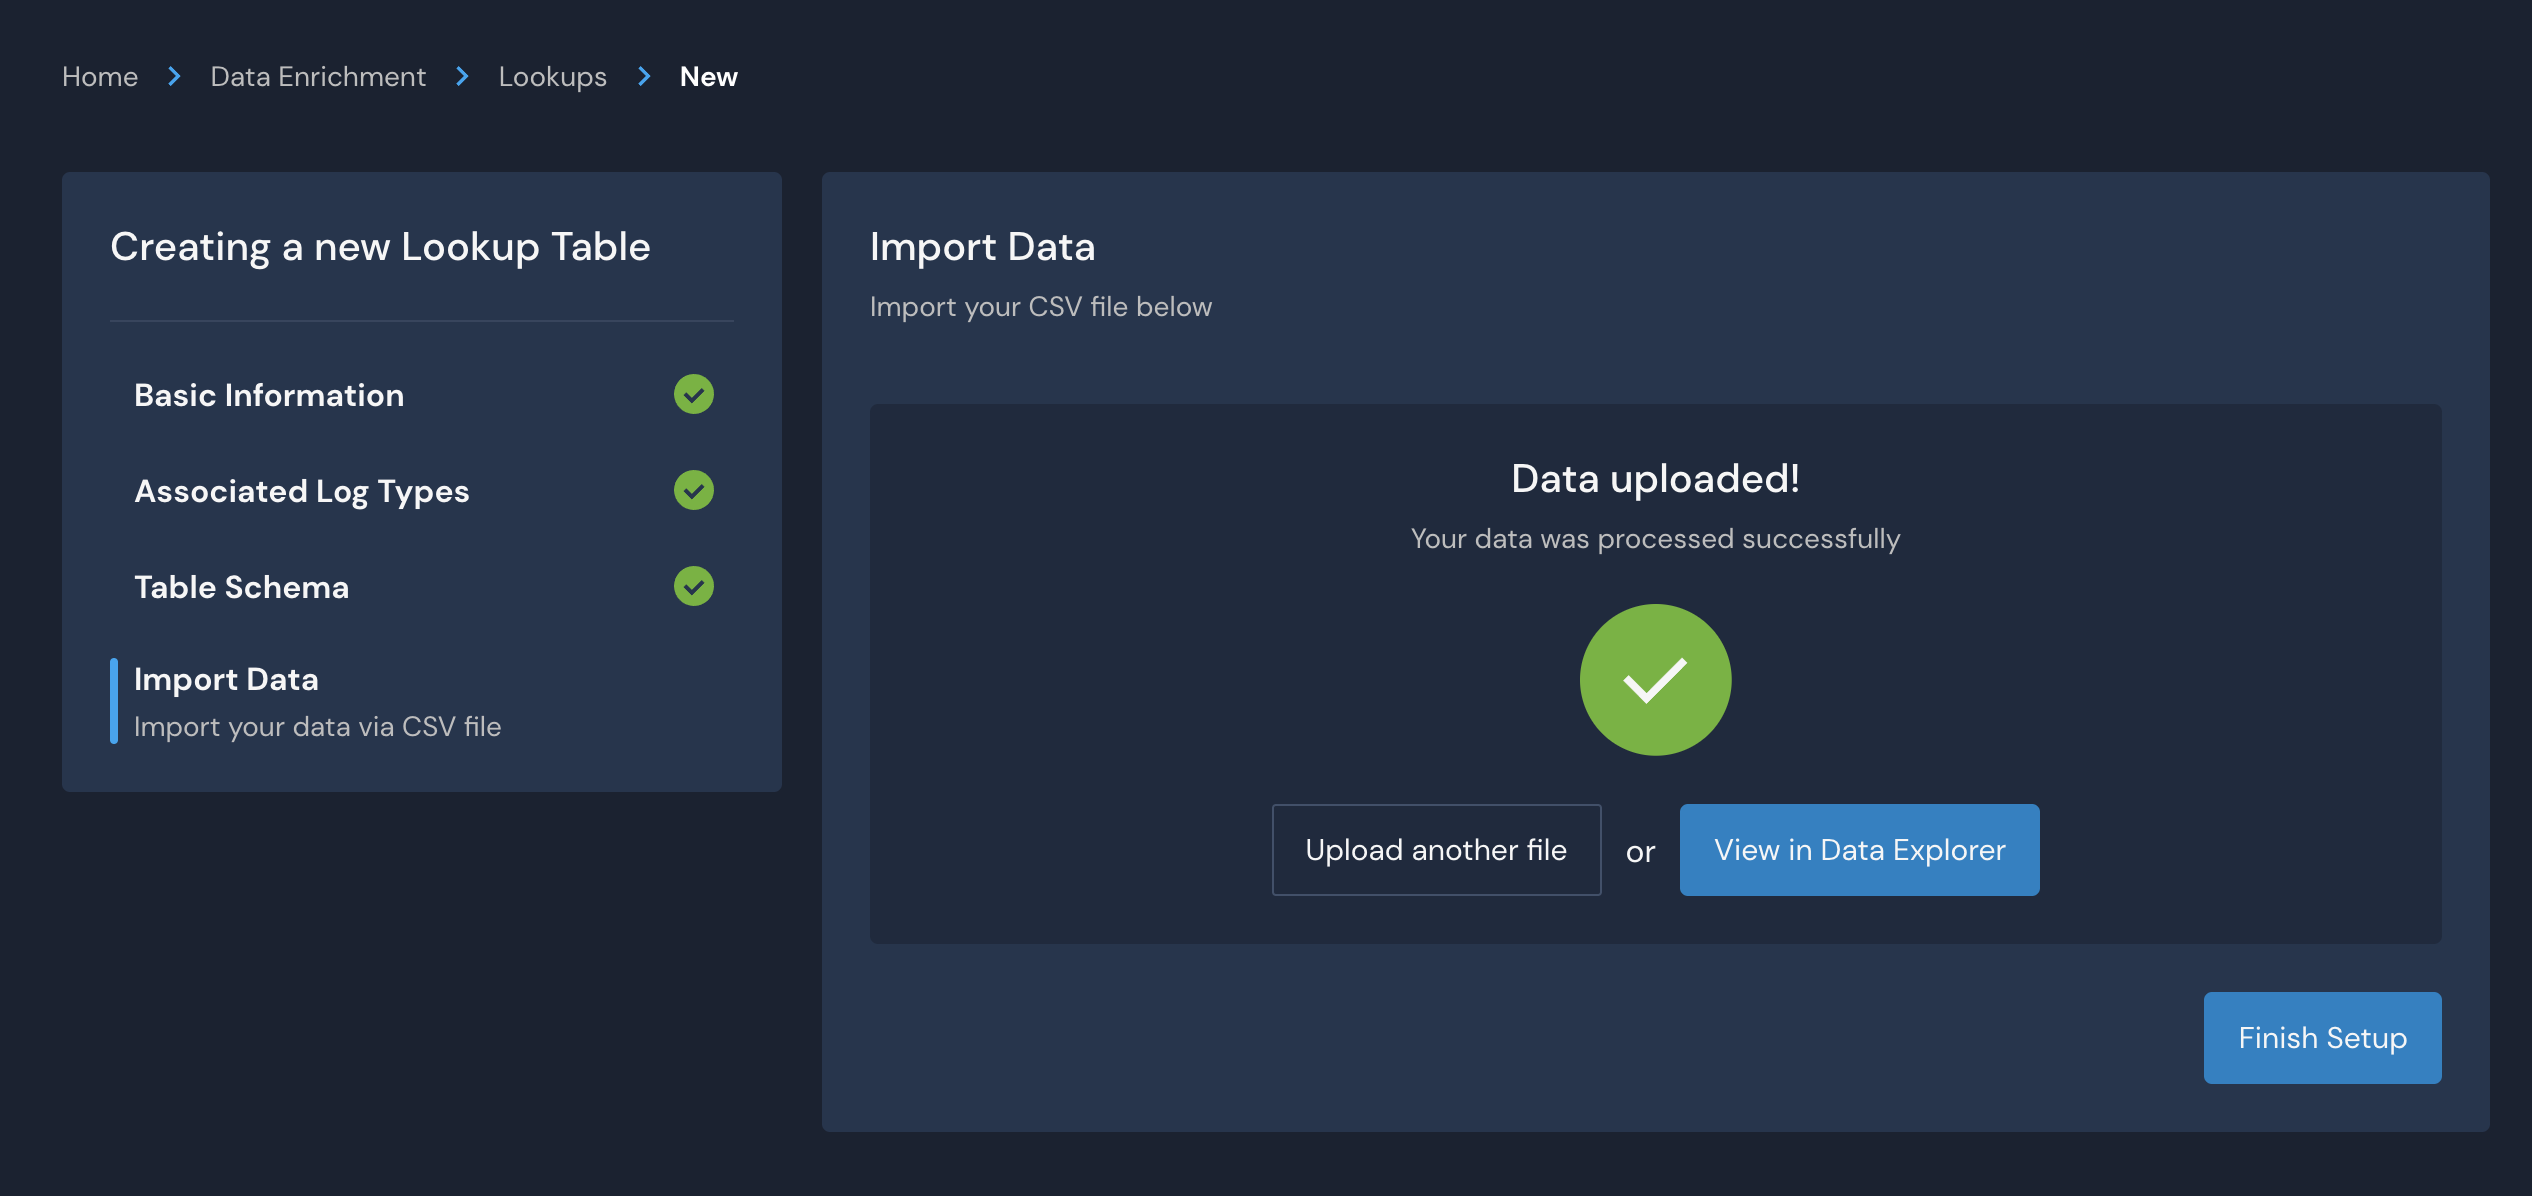 Home Data Enrichment Lookups New
Creating a new Lookup Table
Basic Information
Associated Log Types
Table Schema
Import Data
Import your data via CSV file
Import Data
Import your CSV file below
Data uploaded!
Your data was processed successfully
Upload another file or View in Data Explorer
Finish Setup